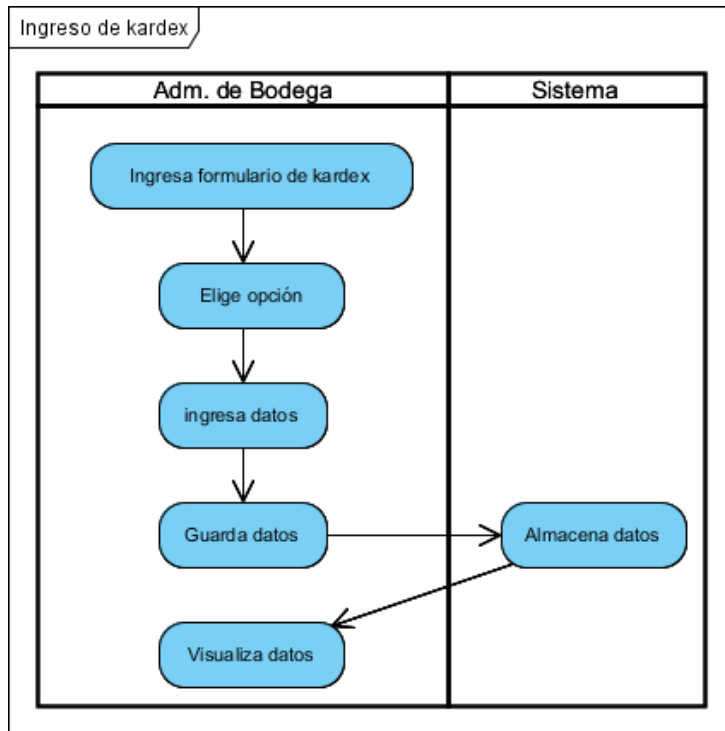 Ingreso de kardex
Adm. de Bodega
Sistema
Ingresa formulario de kardex
Elige opción
ingresa datos
Guarda datos
Almacena datos
Visualiza datos